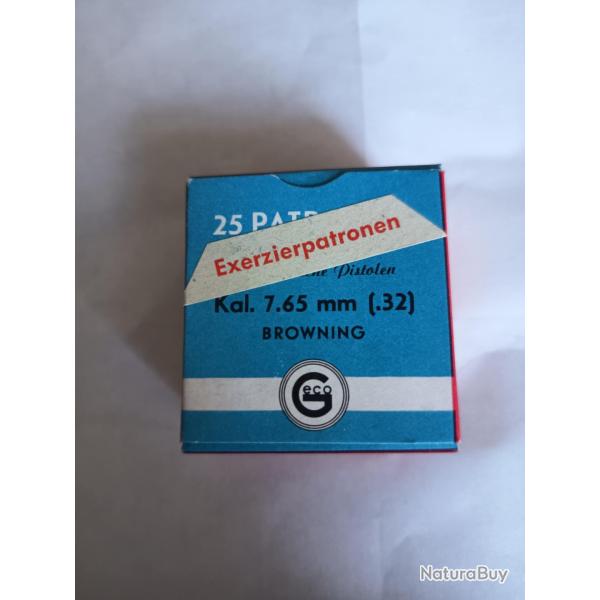 25 PATR
Exerzierpatronen
Pistolen
Kal. 7.65 mm (.32)
BROWNING
Geco
NaturaBuy